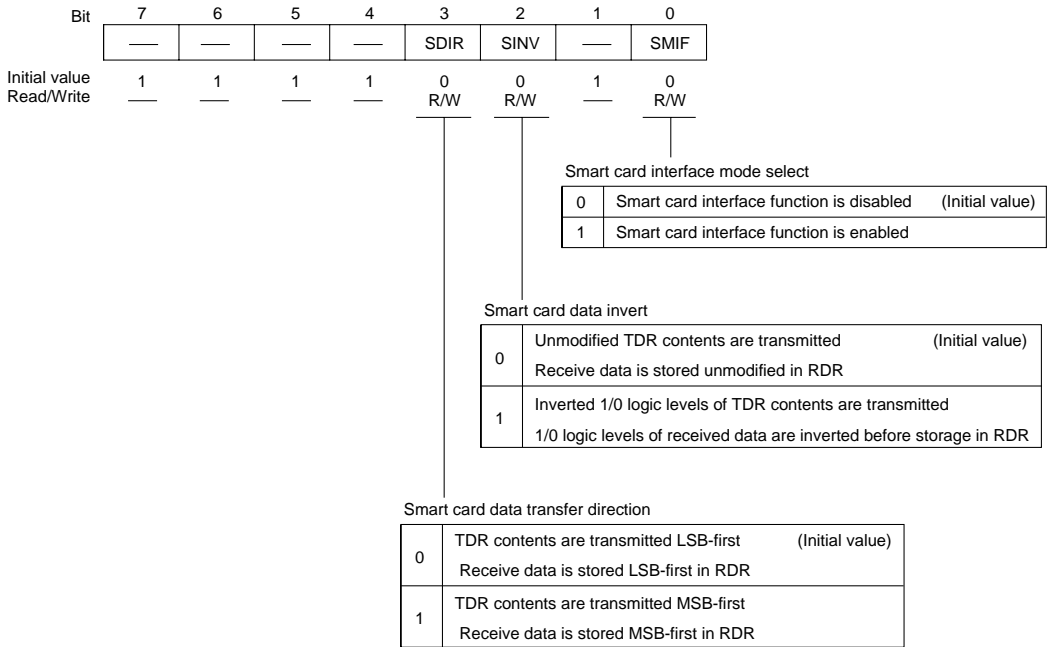 Bit 7 6 5 4 3 2 1 0
— — — — SDIR SINV — SMIF
Initial value 1 1 1 1 0 0 1 0
Read/Write — — — — R/W R/W — R/W
Smart card interface mode select
0 Smart card interface function is disabled (Initial value)
1 Smart card interface function is enabled
Smart card data invert
0 Unmodified TDR contents are transmitted (Initial value)
Receive data is stored unmodified in RDR
1 Inverted 1/0 logic levels of TDR contents are transmitted
1/0 logic levels of received data are inverted before storage in RDR
Smart card data transfer direction
0 TDR contents are transmitted LSB-first (Initial value)
Receive data is stored LSB-first in RDR
1 TDR contents are transmitted MSB-first
Receive data is stored MSB-first in RDR